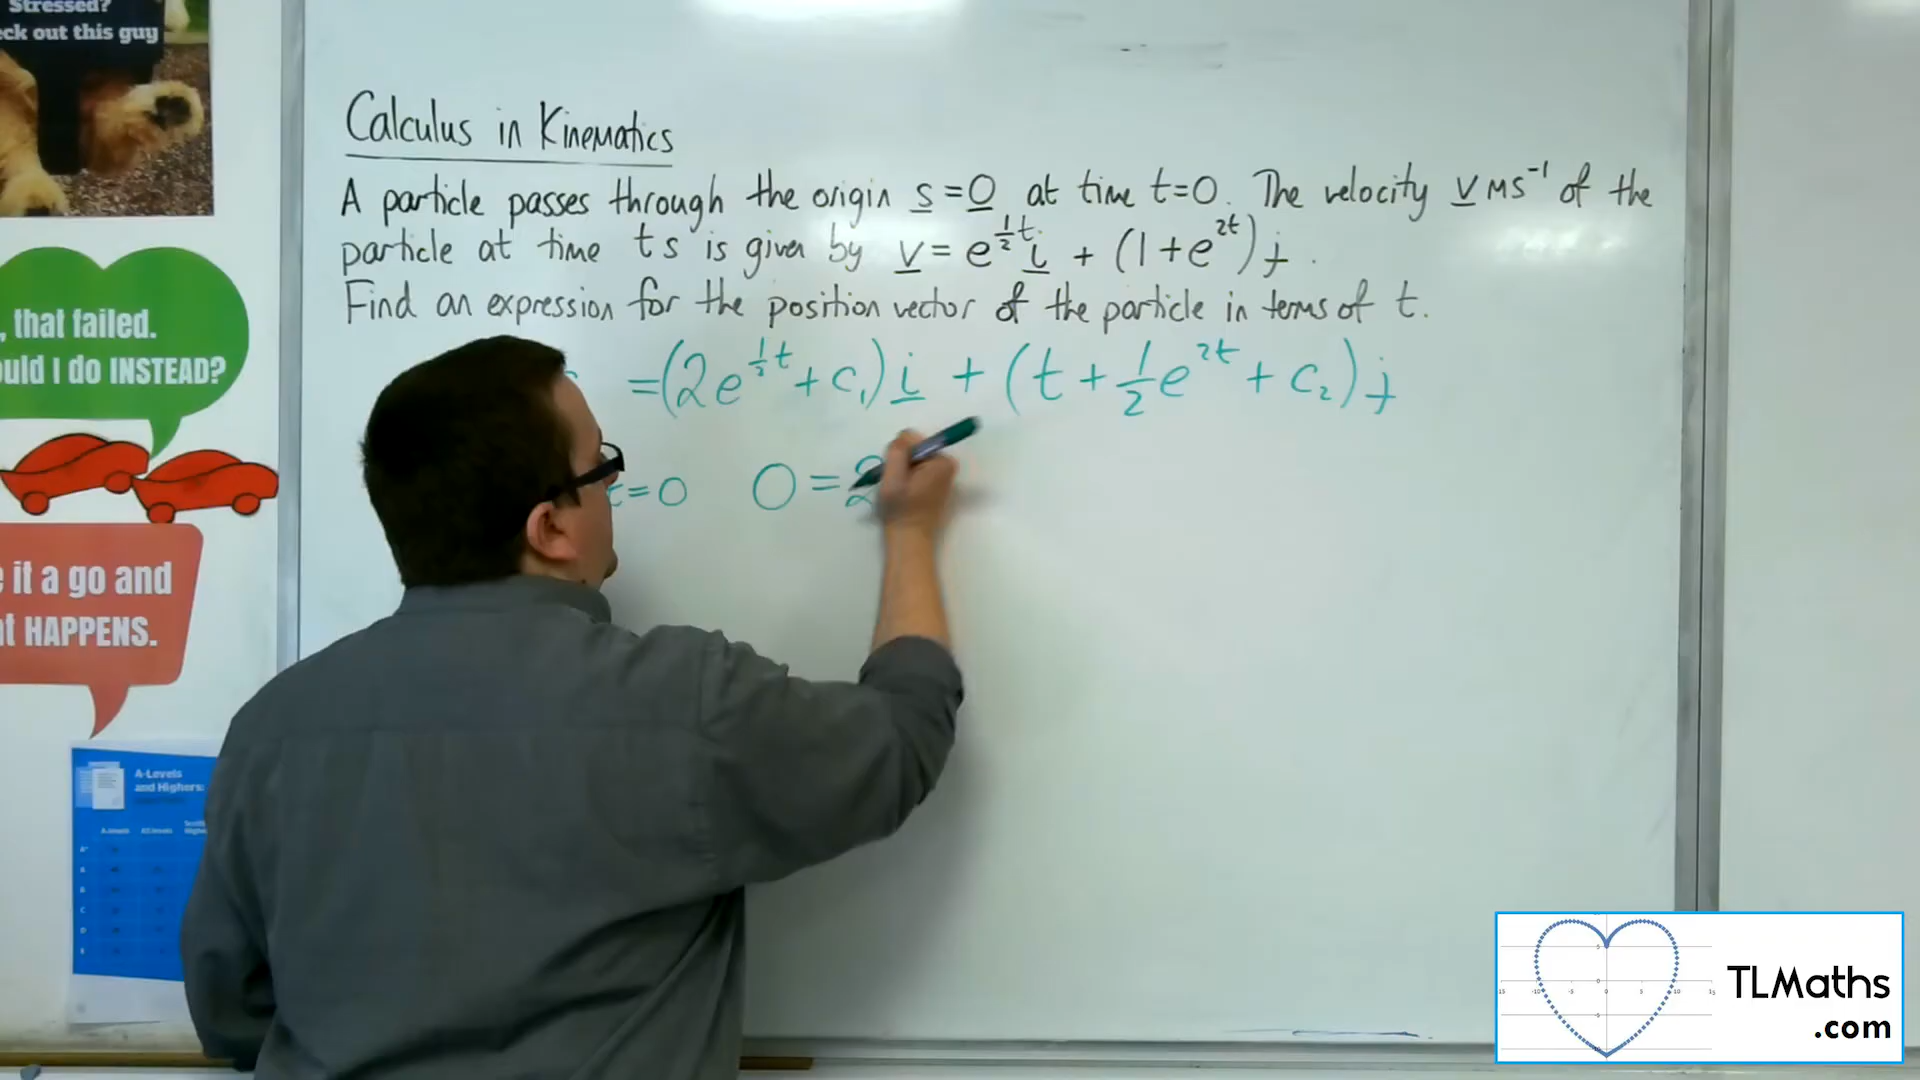 Stressed?
ck out this guy
Calculus in Kinematics
A particle passes through the origin s = 0 at time t=0. The velocity v ms⁻¹ of the
particle at time t s is given by v = e^{½t} i + (1+e^{2t}) j.
Find an expression for the position vector of the particle in terms of t.
= (2e^{½t} + c₁) i + (t + ½e^{2t} + c₂) j
t=0 0 = 2
, that failed.
uld I do INSTEAD?
it a go and
t HAPPENS.
A-Levels
and Highers:
TLMaths
.com